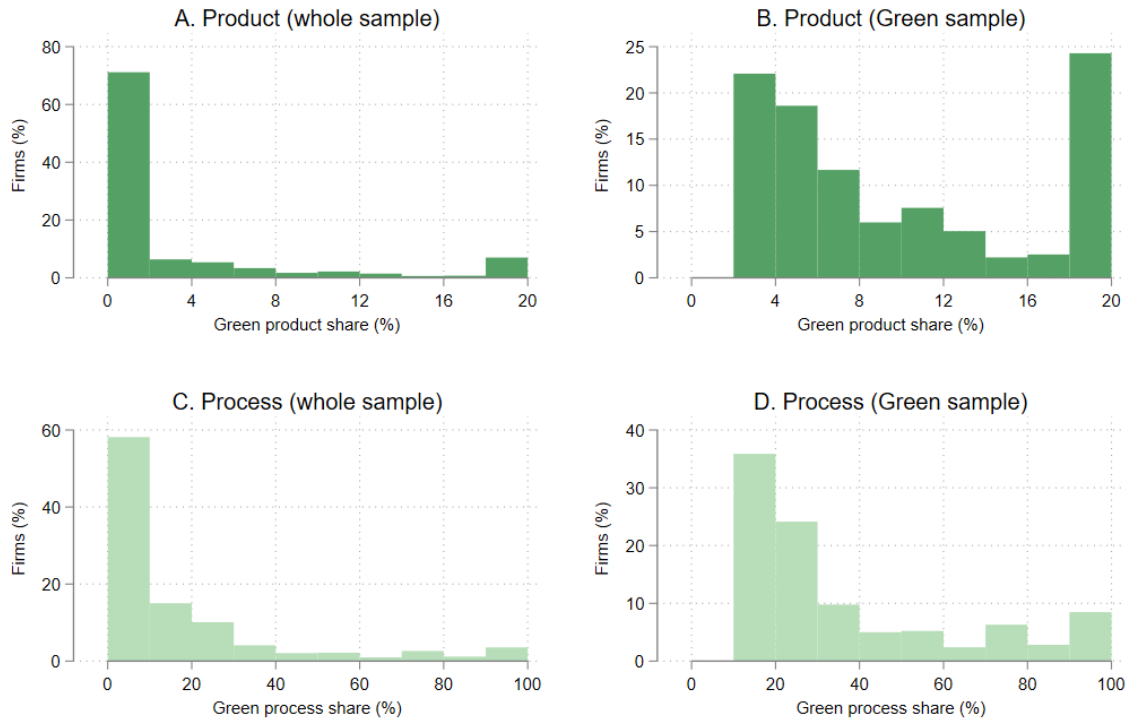 A. Product (whole sample)
80
60
40
20
0
Firms (%)
0 4 8 12 16 20
Green product share (%)
B. Product (Green sample)
25
20
15
10
5
0
Firms (%)
0 4 8 12 16 20
Green product share (%)
C. Process (whole sample)
60
40
20
0
Firms (%)
0 20 40 60 80 100
Green process share (%)
D. Process (Green sample)
40
30
20
10
0
Firms (%)
0 20 40 60 80 100
Green process share (%)